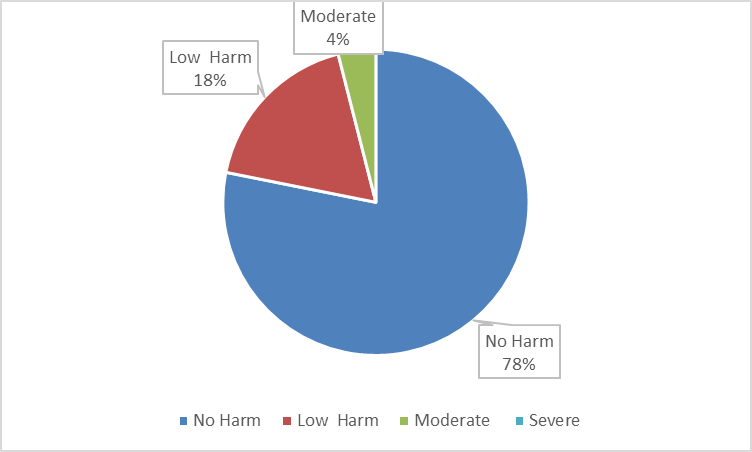 Moderate
4%
Low  Harm
18%
No Harm
78%
No Harm Low  Harm Moderate Severe